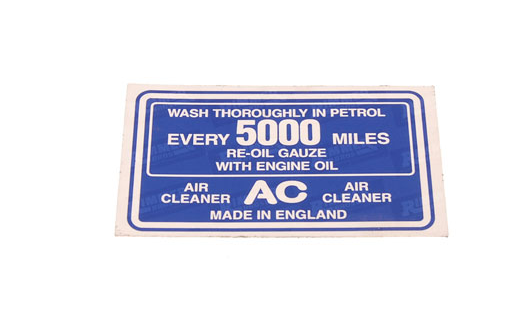 WASH THOROUGHLY IN PETROL
EVERY 5000 MILES
RE-OIL GAUZE
WITH ENGINE OIL
AIR CLEANER AC AIR CLEANER
MADE IN ENGLAND